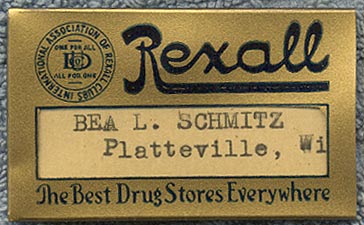 INTERNATIONAL ASSOCIATION OF REXALL CLUBS
ONE FOR ALL
ALL FOR ONE
Rexall
BEA L. SCHMITZ
Platteville, Wi
The Best Drug Stores Everywhere